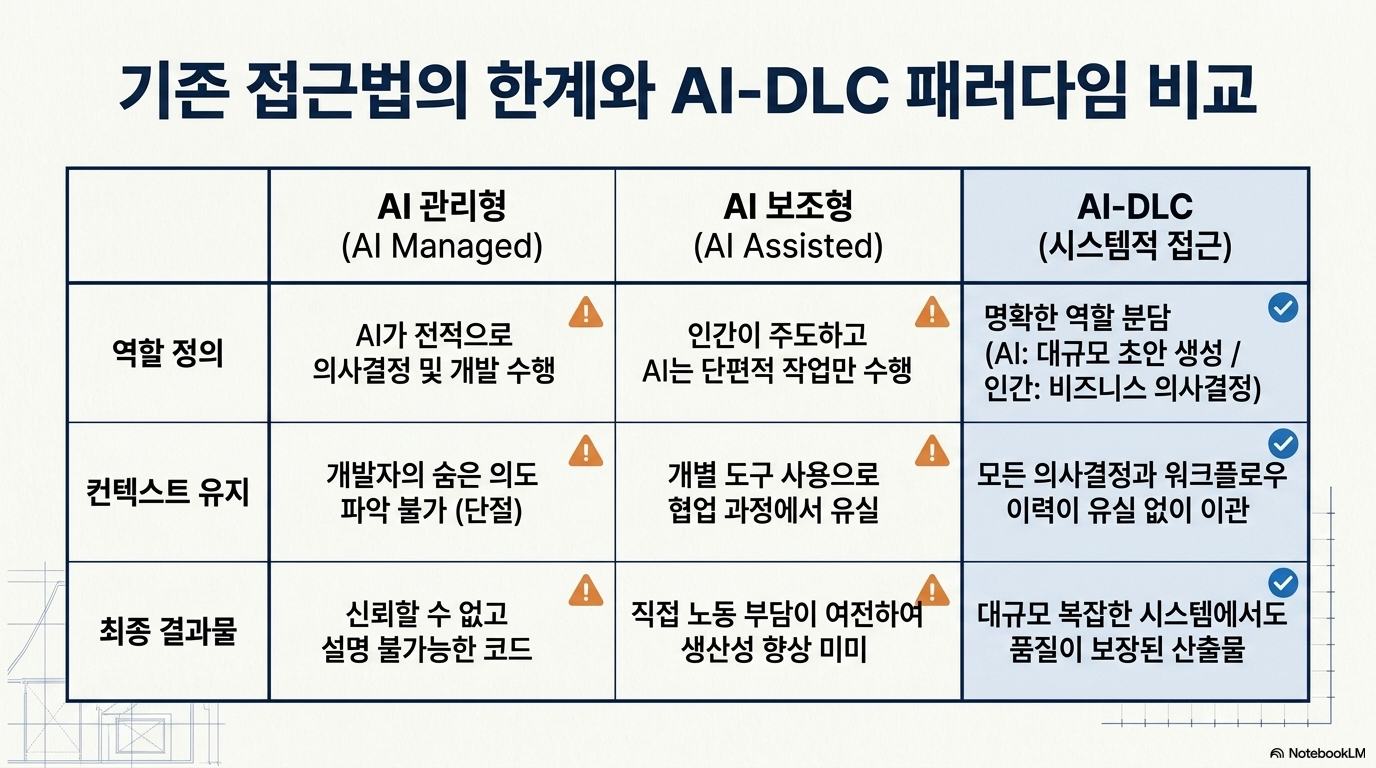 기존 접근법의 한계와 AI-DLC 패러다임 비교
AI 관리형
(AI Managed)
AI 보조형
(AI Assisted)
AI-DLC
(시스템적 접근)
역할 정의
AI가 전적으로
의사결정 및 개발 수행
인간이 주도하고
AI는 단편적 작업만 수행
명확한 역할 분담
(AI: 대규모 초안 생성 /
인간: 비즈니스 의사결정)
컨텍스트 유지
개발자의 숨은 의도
파악 불가 (단절)
개별 도구 사용으로
협업 과정에서 유실
모든 의사결정과 워크플로우
이력이 유실 없이 이관
최종 결과물
신뢰할 수 없고
설명 불가능한 코드
직접 노동 부담이 여전하여
생산성 향상 미미
대규모 복잡한 시스템에서도
품질이 보장된 산출물
NotebookLM